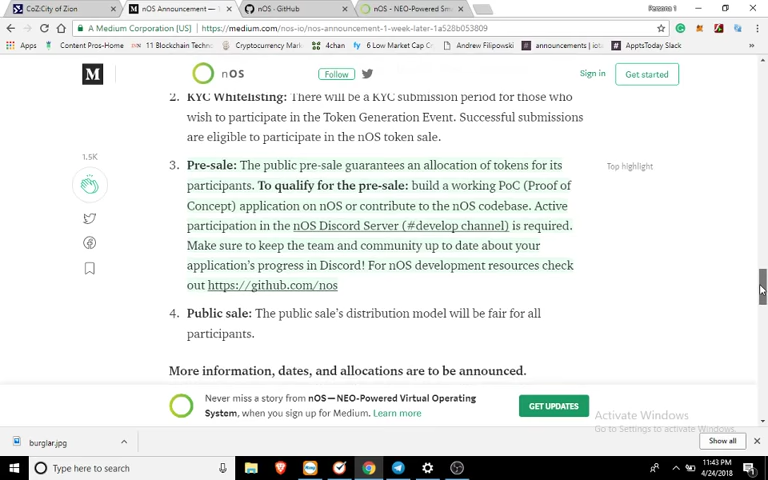 CoZ:City of Zion
nOS Announcement — 1
nOS · GitHub
nOS - NEO-Powered Sm
Persona 1
A Medium Corporation [US]
https://medium.com/nos-io/nos-announcement-1-week-later-1a528b053809
Apps
Content Pros-Home
11 Blockchain Techno
Cryptocurrency Mark
4chan
6 Low Market Cap Cr
Andrew Filipowski
announcements | iota
ApptsToday Slack
nOS
Follow
Sign in
Get started
2. KYC Whitelisting: There will be a KYC submission period for those who
wish to participate in the Token Generation Event. Successful submissions
are eligible to participate in the nOS token sale.
1.5K
3. Pre-sale: The public pre-sale guarantees an allocation of tokens for its
Top highlight
participants. To qualify for the pre-sale: build a working PoC (Proof of
Concept) application on nOS or contribute to the nOS codebase. Active
participation in the nOS Discord Server (#develop channel) is required.
Make sure to keep the team and community up to date about your
application's progress in Discord! For nOS development resources check
out https://github.com/nos
4. Public sale: The public sale's distribution model will be fair for all
participants.
More information, dates, and allocations are to be announced.
Never miss a story from nOS — NEO-Powered Virtual Operating
System, when you sign up for Medium. Learn more
GET UPDATES
Activate Windows
Go to Settings to activate Windows.
burglar.jpg
Show all
Type here to search
11:43 PM
4/24/2018